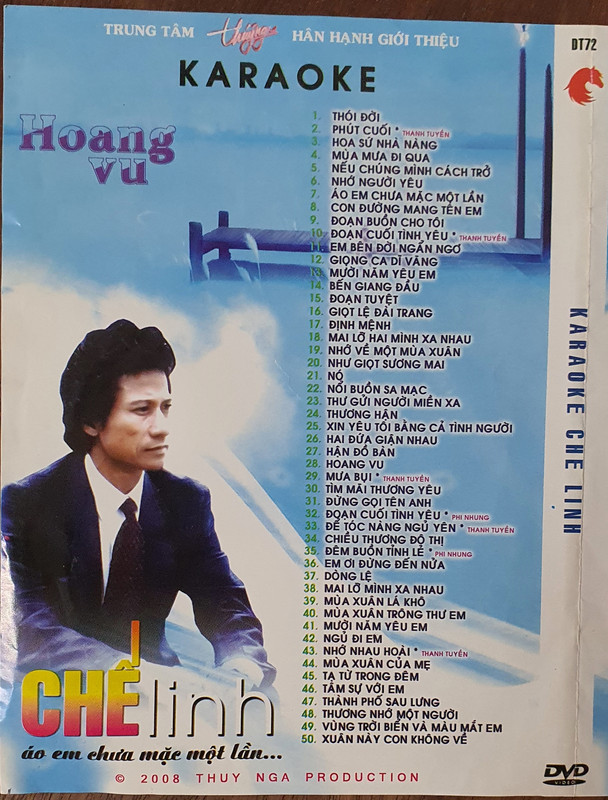 TRUNG TÂM thúy nga HÂN HẠNH GIỚI THIỆU
KARAOKE
DT72
Hoang vu
1. THÓI ĐỜI
2. PHÚT CUỐI * THANH TUYỀN
3. HOA SỨ NHÀ NÀNG
4. MÙA MƯA ĐI QUA
5. NẾU CHÚNG MÌNH CÁCH TRỞ
6. NHỚ NGƯỜI YÊU
7. ÁO EM CHƯA MẶC MỘT LẦN
8. CON ĐƯỜNG MANG TÊN EM
9. ĐOẠN BUỒN CHO TÔI
10. ĐOẠN CUỐI TÌNH YÊU * THANH TUYỀN
11. EM BÊN ĐỜI NGẨN NGƠ
12. GIỌNG CA DĨ VÃNG
13. MƯỜI NĂM YÊU EM
14. BẾN GIANG ĐẦU
15. ĐOẠN TUYỆT
16. GIỌT LỆ ĐÀI TRANG
17. ĐỊNH MỆNH
18. MAI LỠ HAI MÌNH XA NHAU
19. NHỚ VỀ MỘT MÙA XUÂN
20. NHƯ GIỌT SƯƠNG MAI
21. NÓ
22. NỖI BUỒN SA MẠC
23. THƯ GỬI NGƯỜI MIỀN XA
24. THƯƠNG HẬN
25. XIN YÊU TÔI BẰNG CẢ TÌNH NGƯỜI
26. HAI ĐỨA GIẬN NHAU
27. HẬN ĐỒ BÀN
28. HOANG VU
29. MƯA BỤI * THANH TUYỀN
30. TÌM MÃI THƯƠNG YÊU
31. ĐỪNG GỌI TÊN ANH
32. ĐOẠN CUỐI TÌNH YÊU * PHI NHUNG
33. ĐỂ TÓC NÀNG NGỦ YÊN * THANH TUYỀN
34. CHIỀU THƯƠNG ĐÔ THỊ
35. ĐÊM BUỒN TỈNH LẺ * PHI NHUNG
36. EM ƠI ĐỪNG ĐẾN NỮA
37. DÒNG LỆ
38. MAI LỠ MÌNH XA NHAU
39. MÙA XUÂN LÁ KHÔ
40. MÙA XUÂN TRÔNG THƯ EM
41. MƯỜI NĂM YÊU EM
42. NGỦ ĐI EM
43. NHỚ NHAU HOÀI * THANH TUYỀN
44. MÙA XUÂN CỦA MẸ
45. TẠ TỪ TRONG ĐÊM
46. TÂM SỰ VỚI EM
47. THÀNH PHỐ SAU LƯNG
48. THƯƠNG NHỚ MỘT NGƯỜI
49. VÙNG TRỜI BIỂN VÀ MÀU MẮT EM
50. XUÂN NÀY CON KHÔNG VỀ
CHẾ linh
áo em chưa mặc một lần...
© 2008 THUY NGA PRODUCTION
KARAOKE CHE LINH
DVD
VIDEO